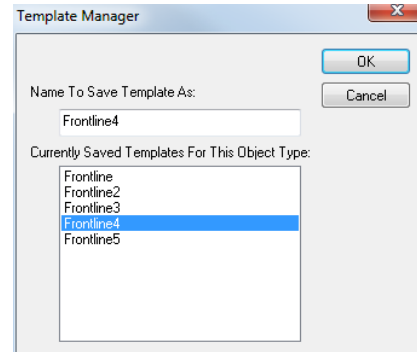 Template Manager
OK
Name To Save Template As:
Cancel
Frontline4
Currently Saved Templates For This Object Type:
Frontline
Frontline2
Frontline3
Frontline4
Frontline5